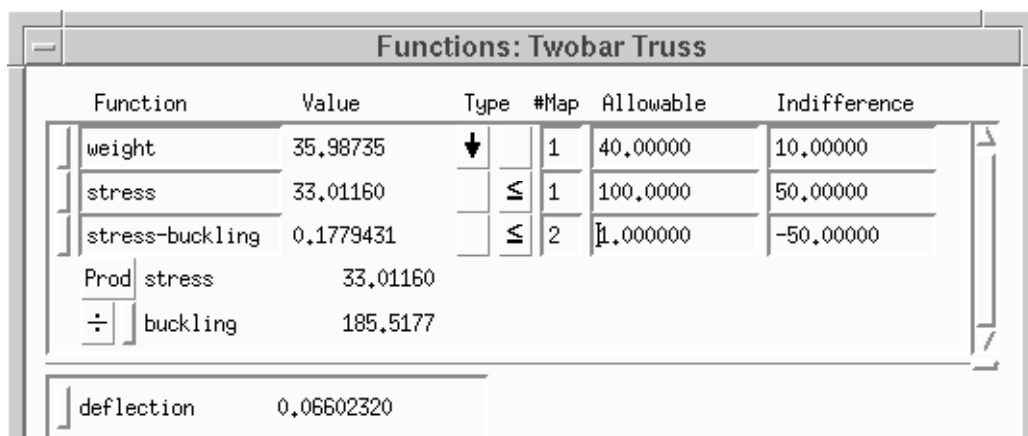 Functions: Twobar Truss
Function Value Type #Map Allowable Indifference
weight 35.98735 1 40.00000 10.00000
stress 33.01160 ≤ 1 100.0000 50.00000
stress-buckling 0.1779431 ≤ 2 1.000000 -50.00000
Prod stress 33.01160
÷ buckling 185.5177
deflection 0.06602320